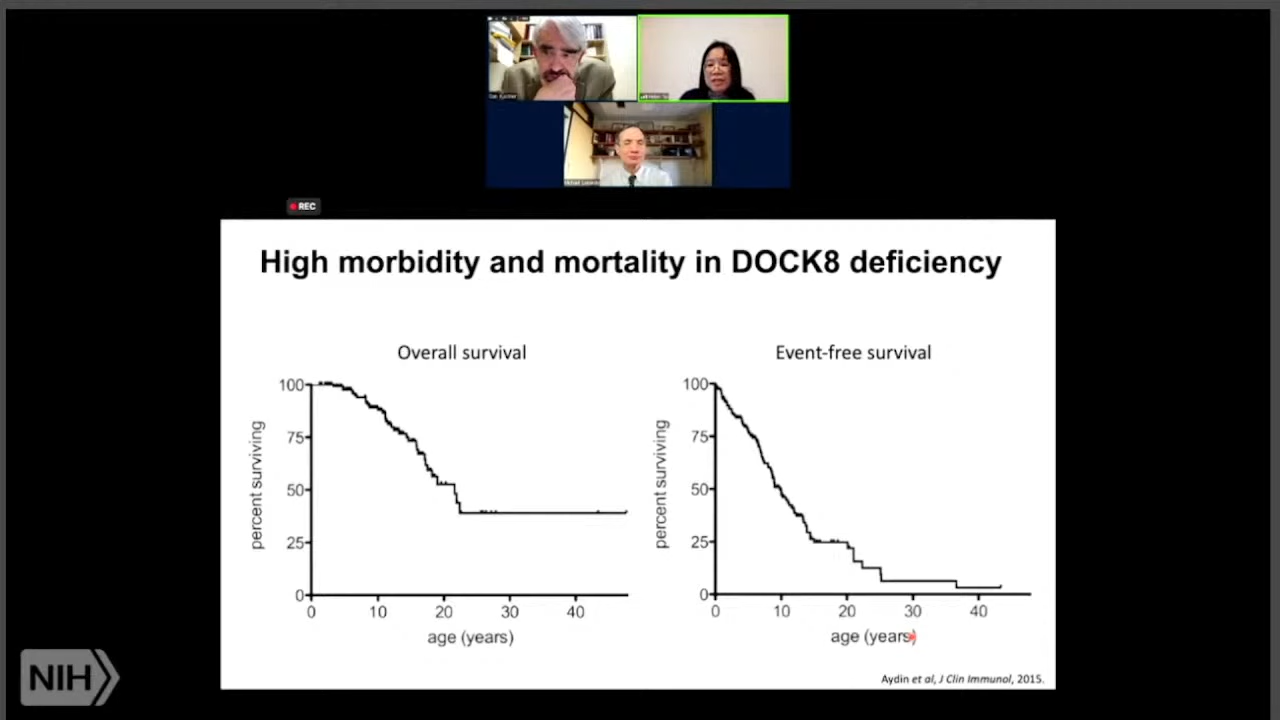 Dan Kastner
REC
High morbidity and mortality in DOCK8 deficiency
Overall survival
percent surviving
100
75
50
25
0
0 10 20 30 40
age (years)
Event-free survival
percent surviving
100
75
50
25
0
0 10 20 30 40
age (years)
Aydin et al, J Clin Immunol, 2015.
NIH